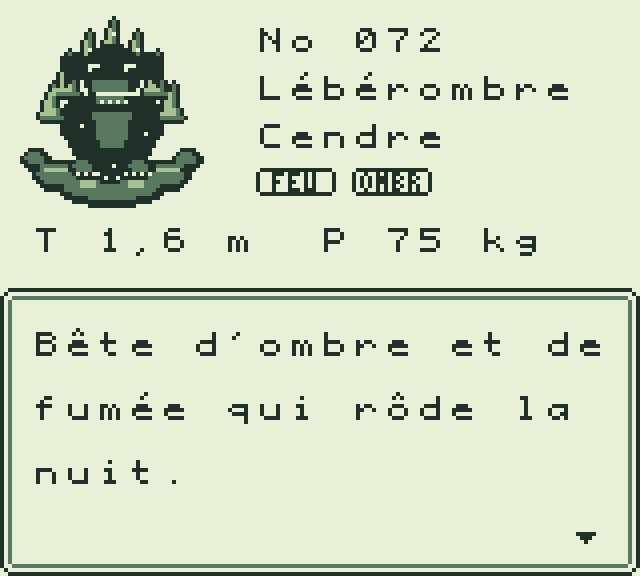 No 072
Lébérombre
Cendre
FEU OMBR
T 1,6 m P 75 kg
Bête d'ombre et de
fumée qui rôde la
nuit.